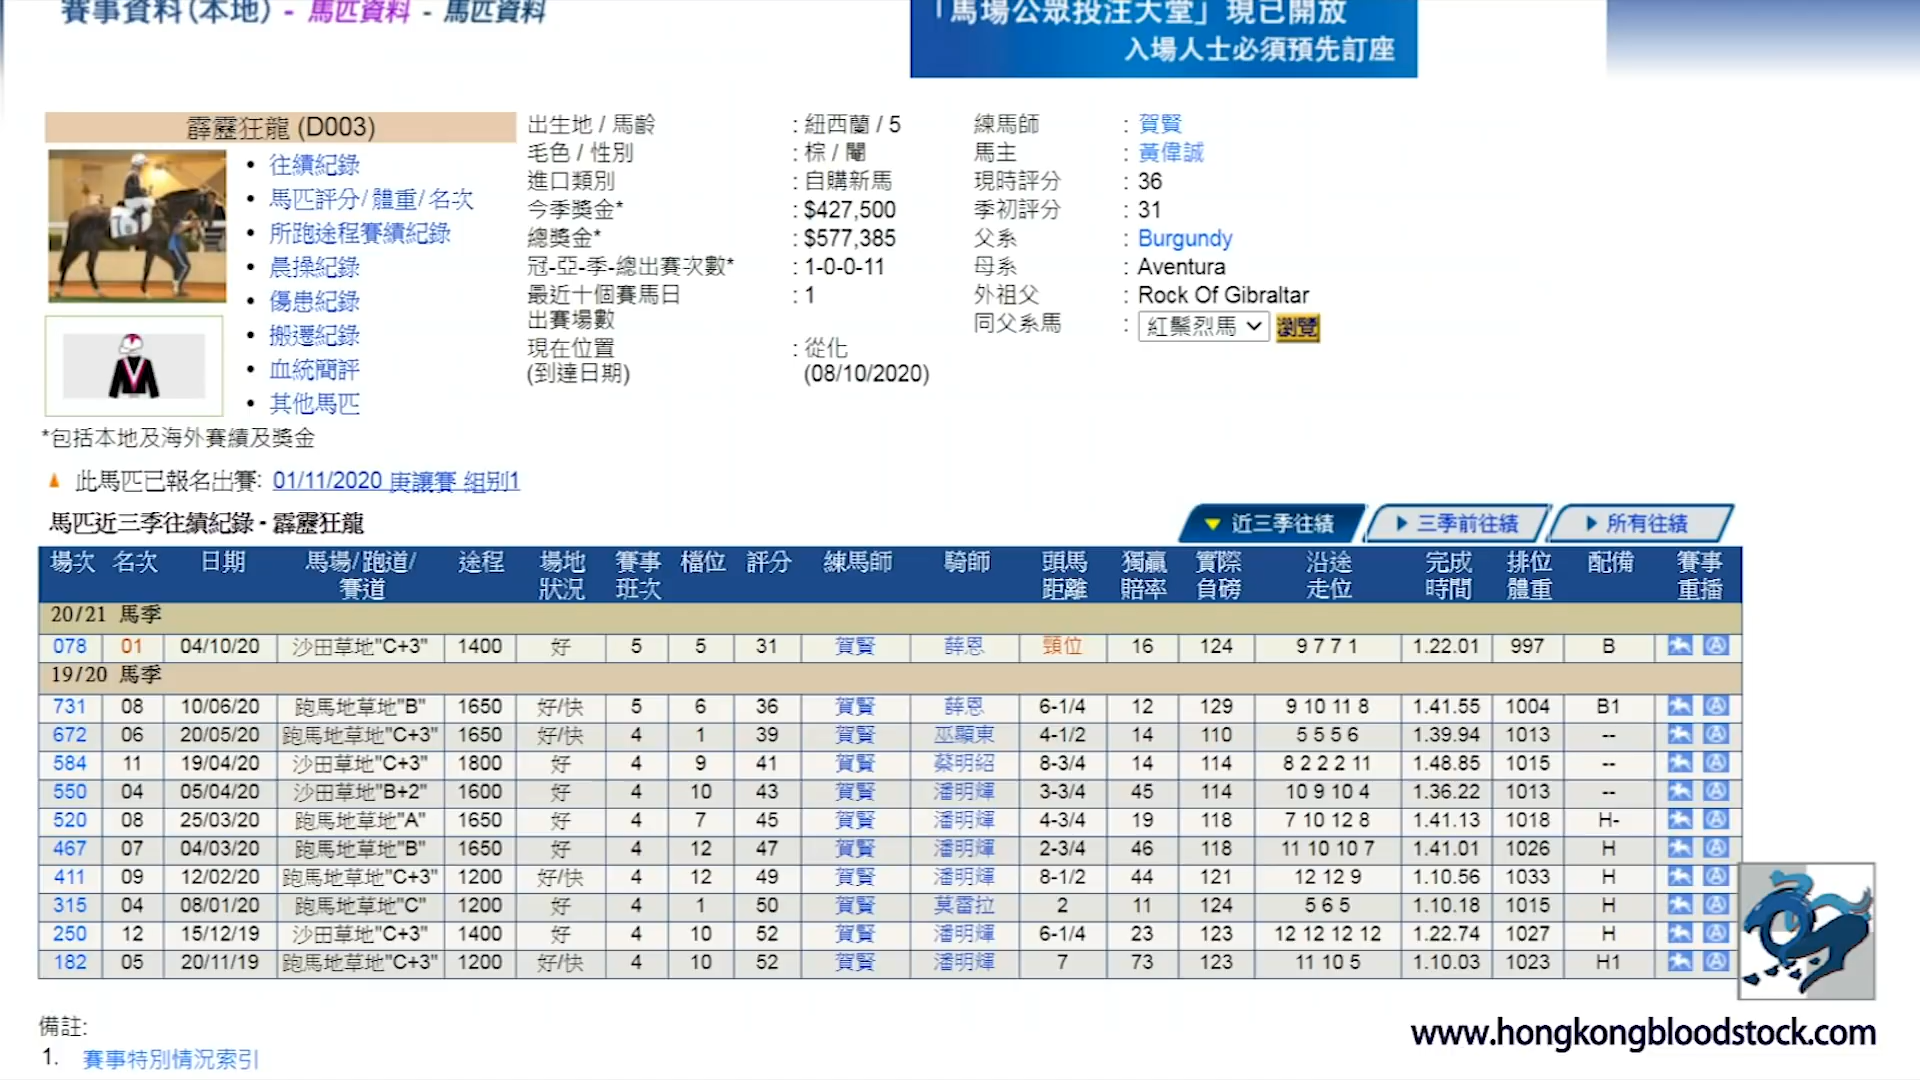 賽事資料(本地) - 馬匹資料 - 馬匹資料
「馬場公眾投注大堂」現已開放
入場人士必須預先訂座
霹靂狂龍 (D003)
• 往績紀錄
• 馬匹評分/體重/名次
• 所跑途程賽績紀錄
• 晨操紀錄
• 傷患紀錄
• 搬遷紀錄
• 血統簡評
• 其他馬匹
出生地 / 馬齡 : 紐西蘭 / 5
毛色 / 性別 : 棕 / 閹
進口類別 : 自購新馬
今季獎金* : $427,500
總獎金* : $577,385
冠-亞-季-總出賽次數* : 1-0-0-11
最近十個賽馬日 : 1
出賽場數
現在位置 : 從化
(到達日期) (08/10/2020)
練馬師 : 賀賢
馬主 : 黃偉誠
現時評分 : 36
季初評分 : 31
父系 : Burgundy
母系 : Aventura
外祖父 : Rock Of Gibraltar
同父系馬 : 紅鬃烈馬 瀏覽
*包括本地及海外賽績及獎金
此馬匹已報名出賽: 01/11/2020 庚讓賽 組别1
馬匹近三季往績紀錄 - 霹靂狂龍
近三季往績 三季前往績 所有往績
場次 名次 日期 馬場/跑道/ 途程 場地 賽事 檔位 評分 練馬師 騎師 頭馬 獨贏 實際 沿途 完成 排位 配備 賽事
賽道 狀況 班次 距離 賠率 負磅 走位 時間 體重 重播
20/21 馬季
078 01 04/10/20 沙田草地"C+3" 1400 好 5 5 31 賀賢 薛恩 頸位 16 124 9 7 7 1 1.22.01 997 B
19/20 馬季
731 08 10/06/20 跑馬地草地"B" 1650 好/快 5 6 36 賀賢 薛恩 6-1/4 12 129 9 10 11 8 1.41.55 1004 B1
672 06 20/05/20 跑馬地草地"C+3" 1650 好/快 4 1 39 賀賢 巫顯東 4-1/2 14 110 5 5 5 6 1.39.94 1013 --
584 11 19/04/20 沙田草地"C+3" 1800 好 4 9 41 賀賢 蔡明紹 8-3/4 14 114 8 2 2 2 11 1.48.85 1015 --
550 04 05/04/20 沙田草地"B+2" 1600 好 4 10 43 賀賢 潘明輝 3-3/4 45 114 10 9 10 4 1.36.22 1013 --
520 08 25/03/20 跑馬地草地"A" 1650 好 4 7 45 賀賢 潘明輝 4-3/4 19 118 7 10 12 8 1.41.13 1018 H-
467 07 04/03/20 跑馬地草地"B" 1650 好 4 12 47 賀賢 潘明輝 2-3/4 46 118 11 10 10 7 1.41.01 1026 H
411 09 12/02/20 跑馬地草地"C+3" 1200 好/快 4 12 49 賀賢 潘明輝 8-1/2 44 121 12 12 9 1.10.56 1033 H
315 04 08/01/20 跑馬地草地"C" 1200 好 4 1 50 賀賢 莫雷拉 2 11 124 5 6 5 1.10.18 1015 H
250 12 15/12/19 沙田草地"C+3" 1400 好 4 10 52 賀賢 潘明輝 6-1/4 23 123 12 12 12 12 1.22.74 1027 H
182 05 20/11/19 跑馬地草地"C+3" 1200 好/快 4 10 52 賀賢 潘明輝 7 73 123 11 10 5 1.10.03 1023 H1
備註:
1. 賽事特別情況索引
www.hongkongbloodstock.com